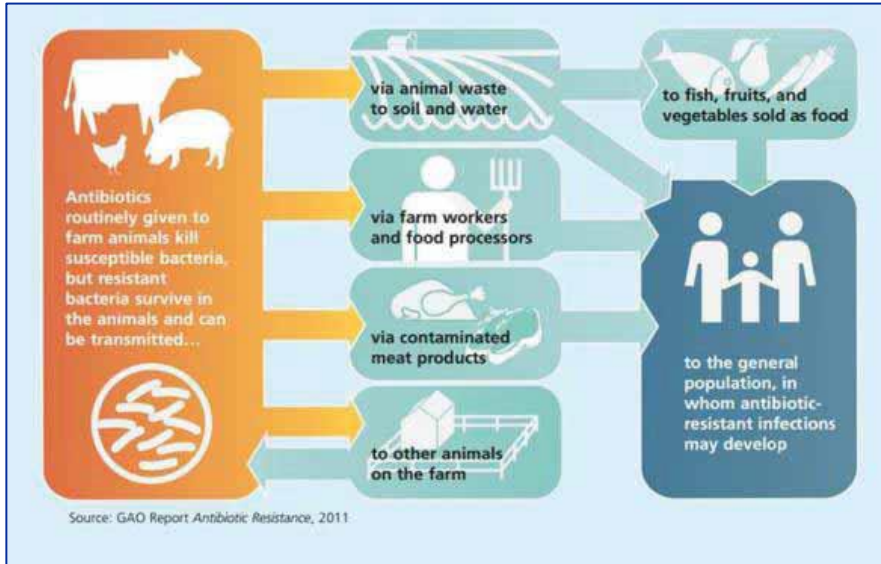 Antibiotics
routinely given to
farm animals kill
susceptible bacteria,
but resistant
bacteria survive in
the animals and can
be transmitted…
via animal waste
to soil and water
to fish, fruits, and
vegetables sold as food
via farm workers
and food processors
via contaminated
meat products
to other animals
on the farm
to the general
population, in
whom antibiotic-
resistant infections
may develop
Source: GAO Report Antibiotic Resistance, 2011